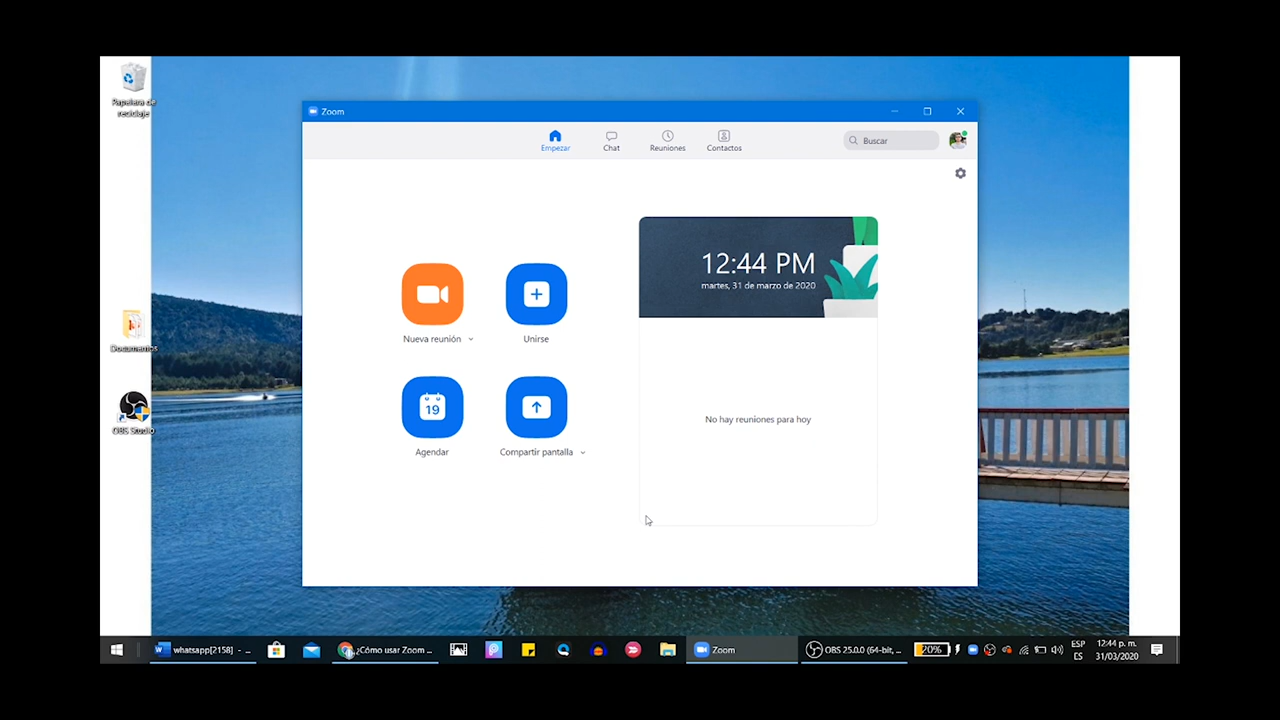 Papelera de
reciclaje
Documentos
OBS Studio
Zoom
Empezar
Chat
Reuniones
Contactos
Buscar
12:44 PM
martes, 31 de marzo de 2020
Nueva reunión
Unirse
19
Agendar
Compartir pantalla
No hay reuniones para hoy
whatsapp[2158] - ...
¿Cómo usar Zoom ...
Zoom
OBS 25.0.0 (64-bit, ...
20%
ESP
ES
12:44 p. m.
31/03/2020